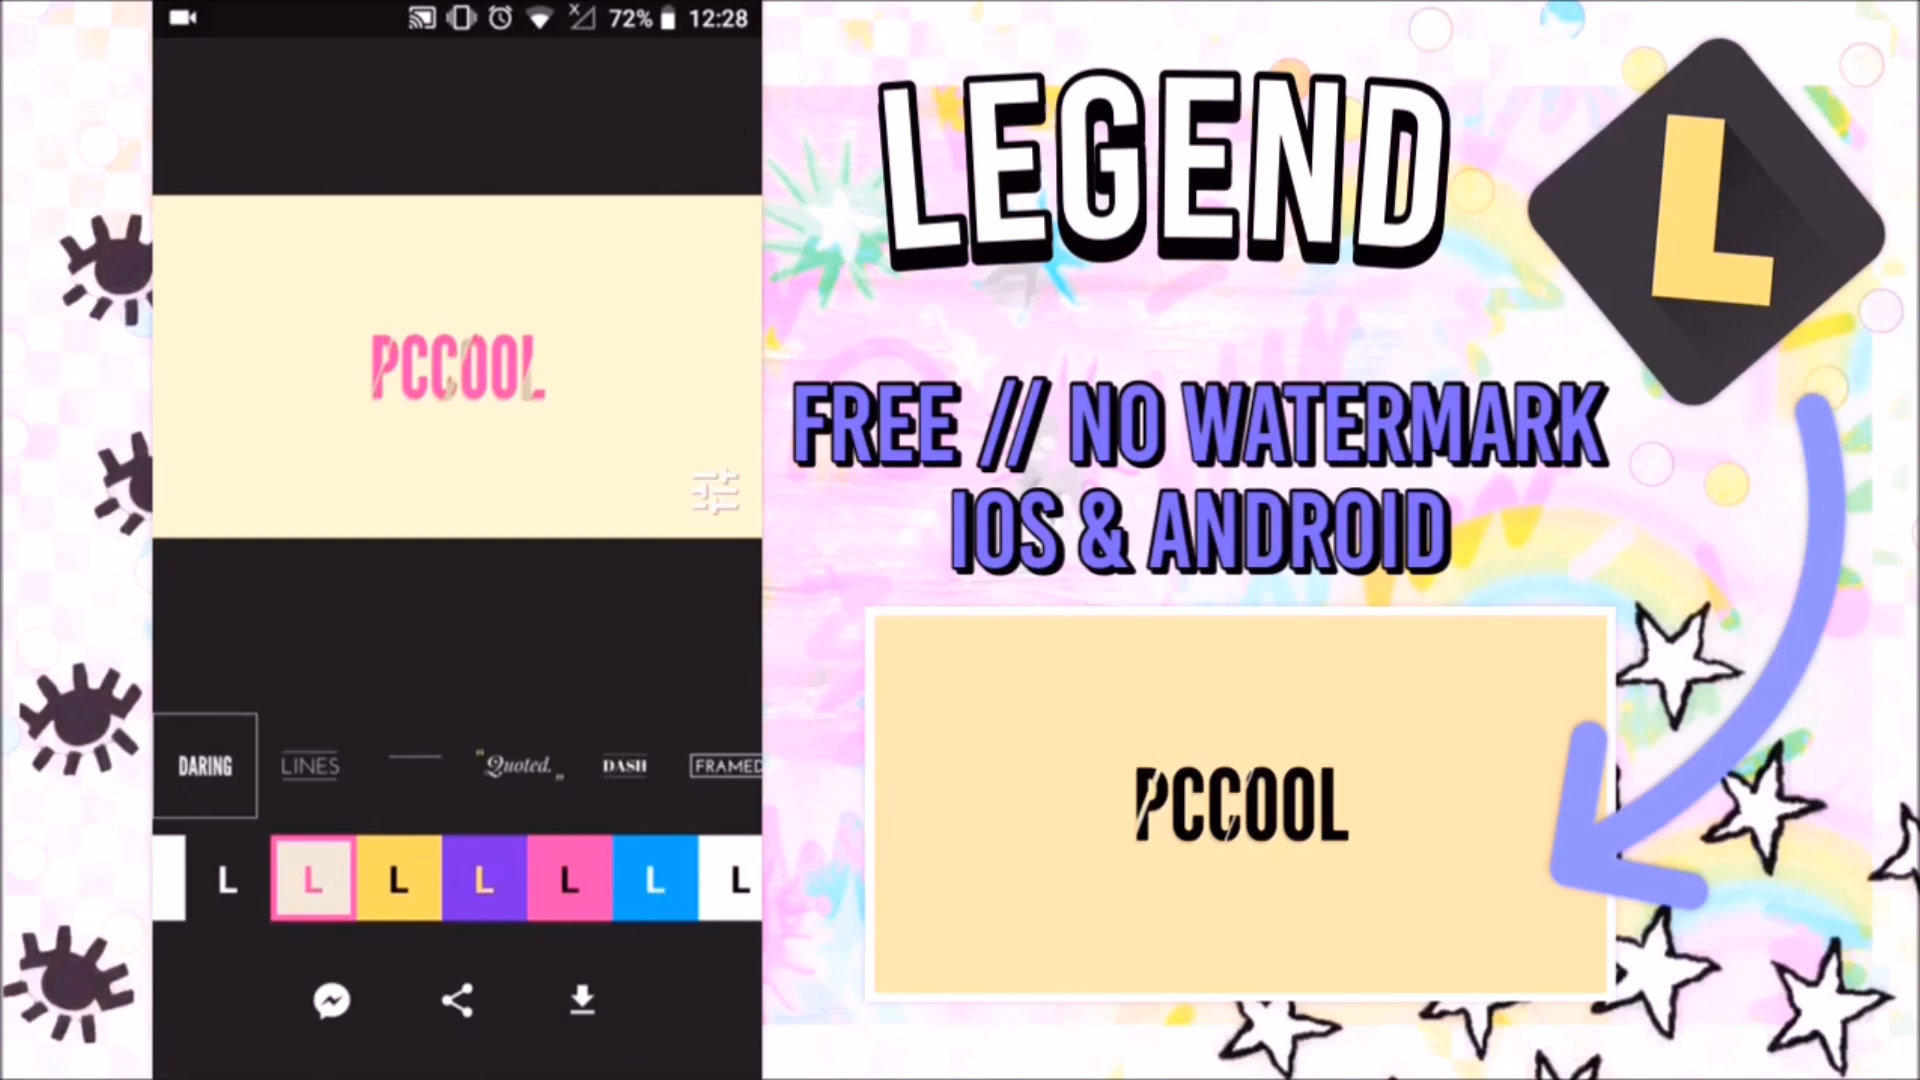 72% 12:28
PCCOOL
DARING LINES "Quoted.„ DASH FRAMED
L L L L L L L
LEGEND
L
FREE // NO WATERMARK
IOS & ANDROID
PCCOOL